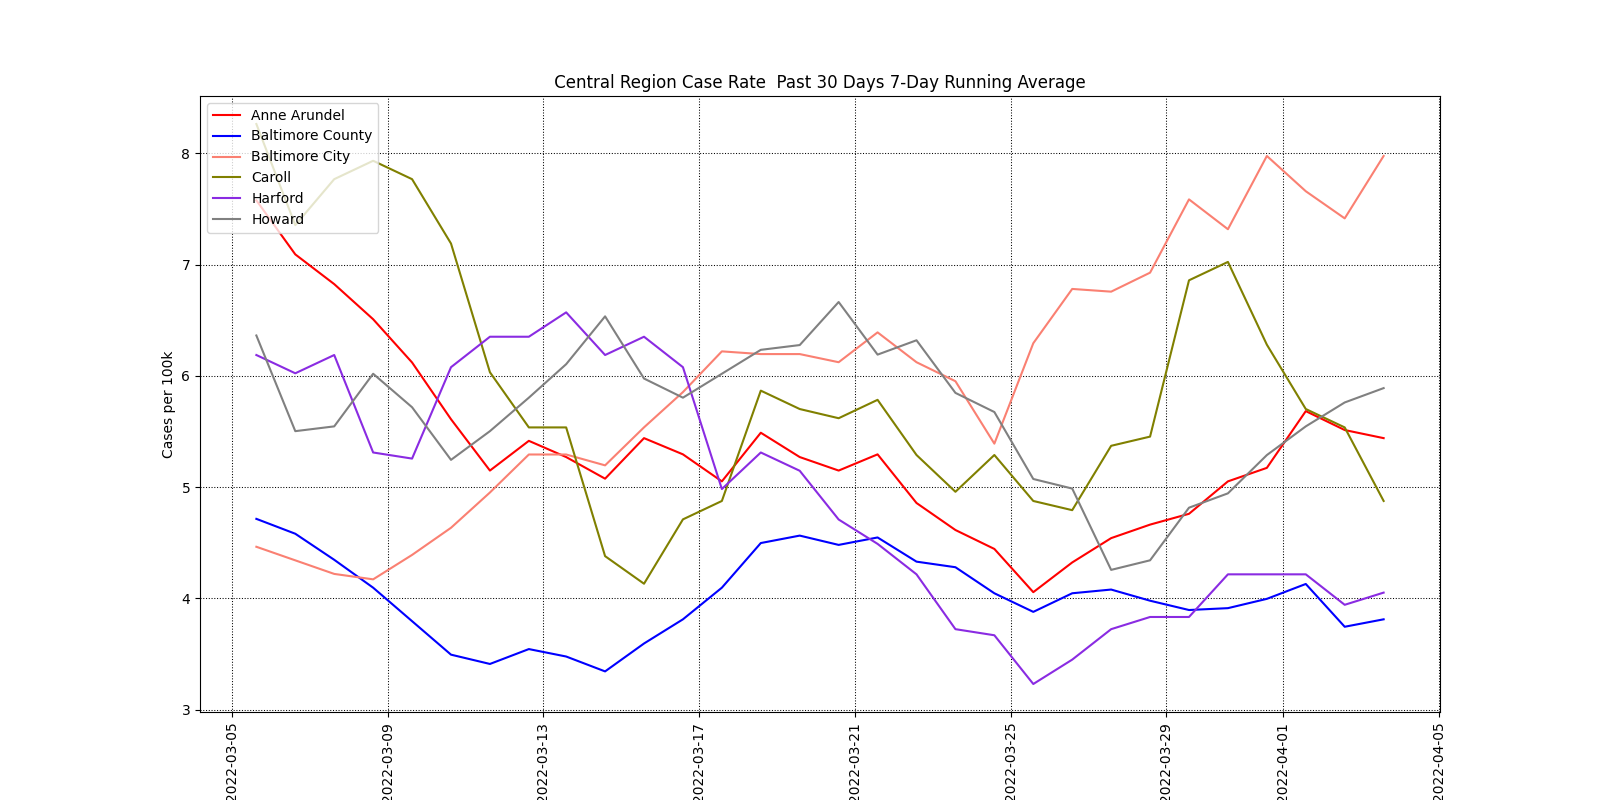 Central Region Case Rate  Past 30 Days 7-Day Running Average
Anne Arundel
Baltimore County
Baltimore City
Caroll
Harford
Howard
Cases per 100k
8
7
6
5
4
3
2022-03-05
2022-03-09
2022-03-13
2022-03-17
2022-03-21
2022-03-25
2022-03-29
2022-04-01
2022-04-05